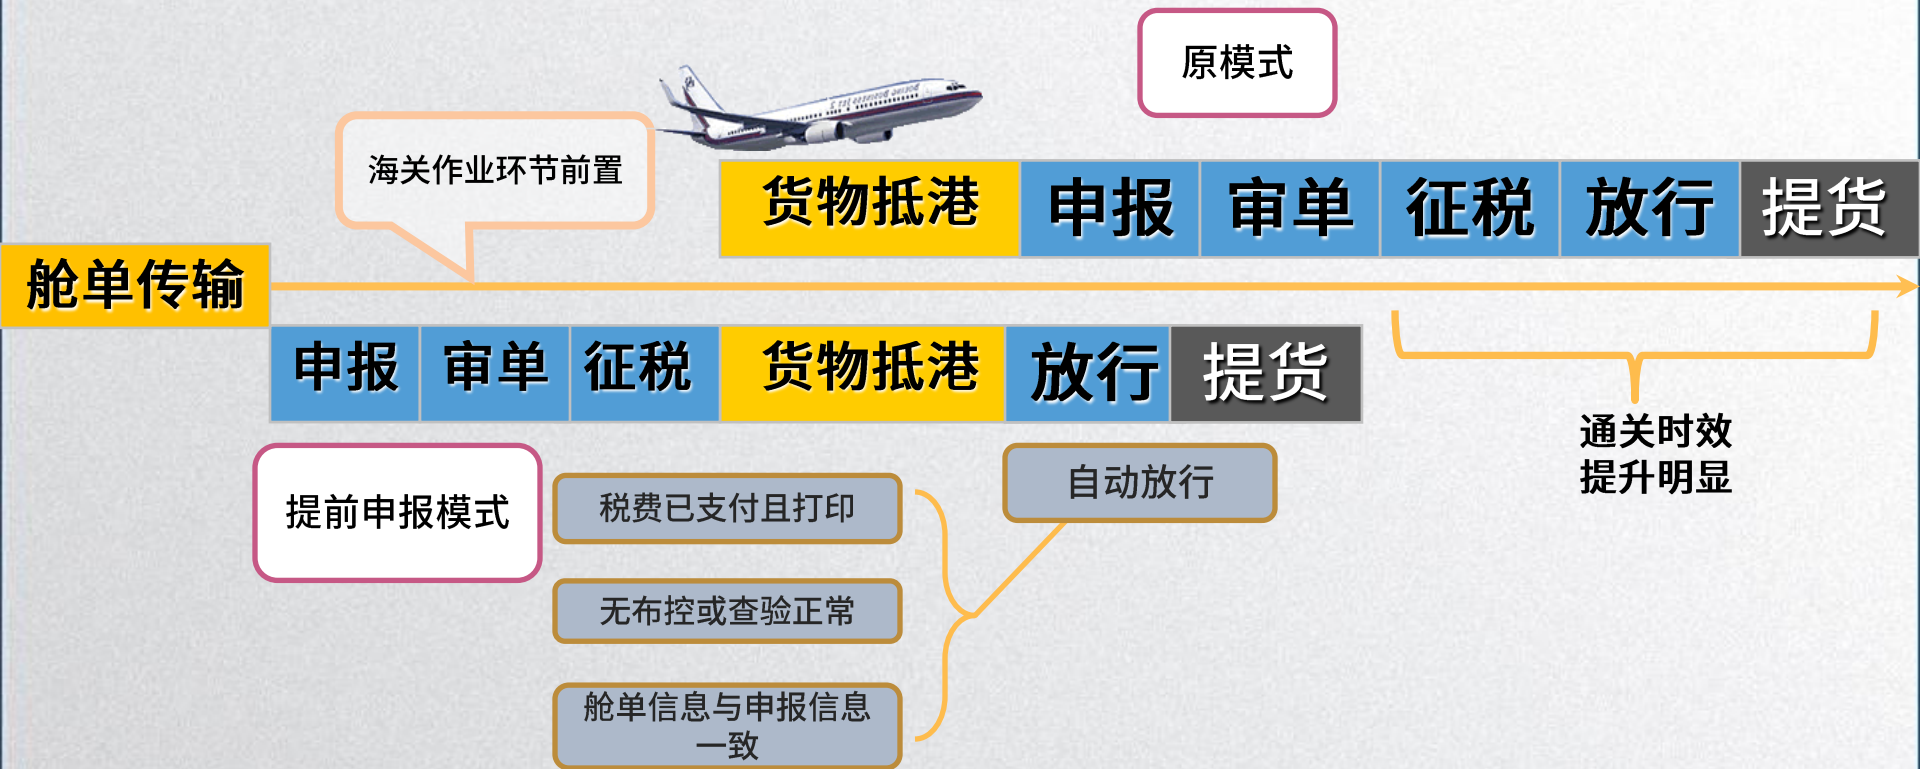 原模式
海关作业环节前置
货物抵港 申报 审单 征税 放行 提货
舱单传输
申报 审单 征税 货物抵港 放行 提货
通关时效
提升明显
提前申报模式
税费已支付且打印
自动放行
无布控或查验正常
舱单信息与申报信息
一致